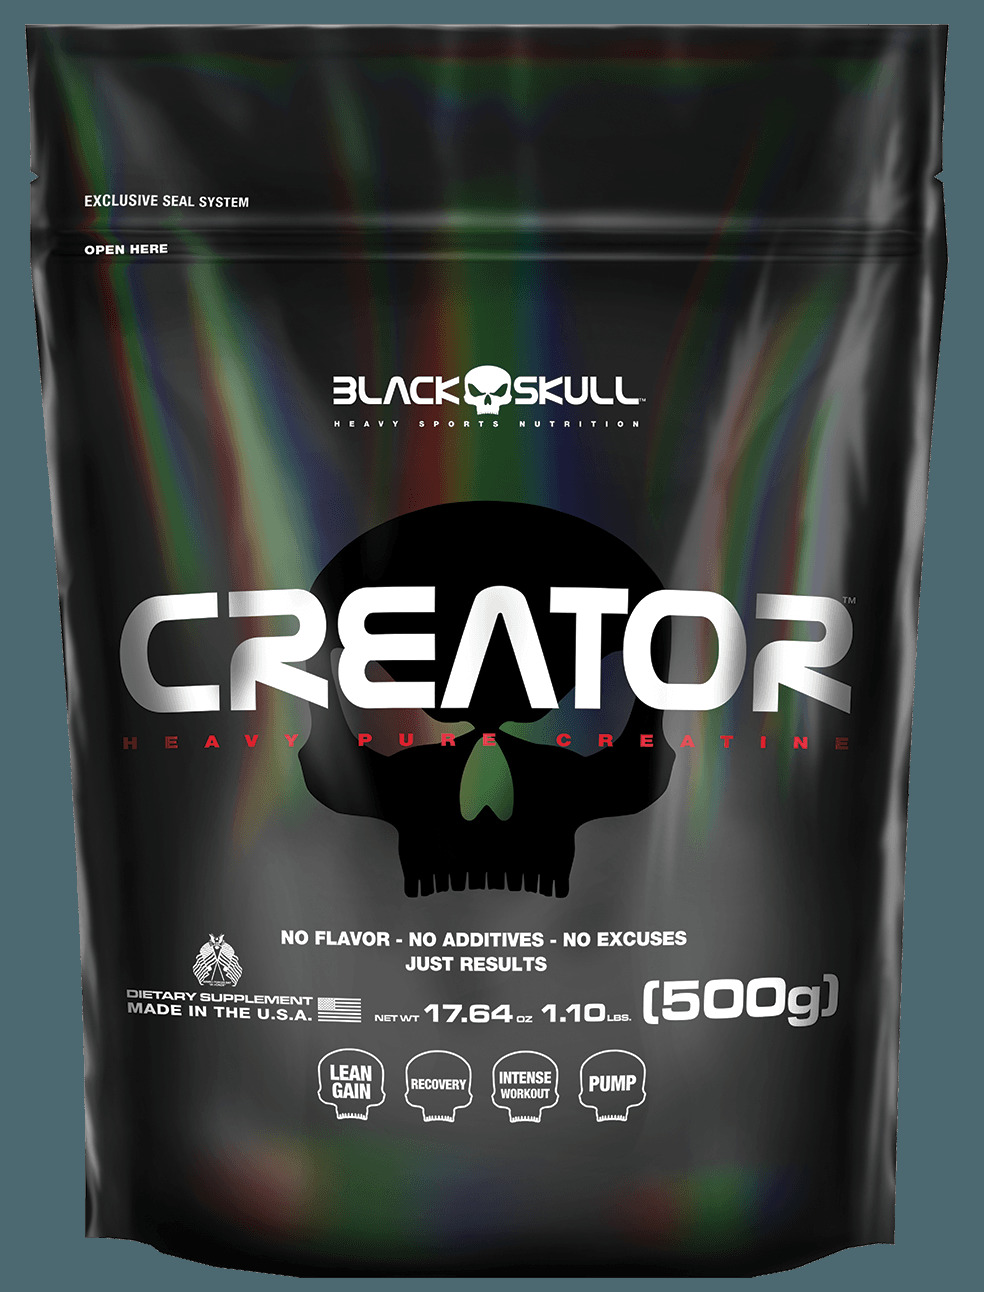 EXCLUSIVE SEAL SYSTEM
OPEN HERE
BLACK SKULL™
HEAVY SPORTS NUTRITION
CREATOR™
HEAVY PURE CREATINE
NO FLAVOR - NO ADDITIVES - NO EXCUSES
JUST RESULTS
DIETARY SUPPLEMENT
MADE IN THE U.S.A.
NET WT 17.64 OZ 1.10 LBS. (500g)
LEAN
GAIN
RECOVERY
INTENSE
WORKOUT
PUMP